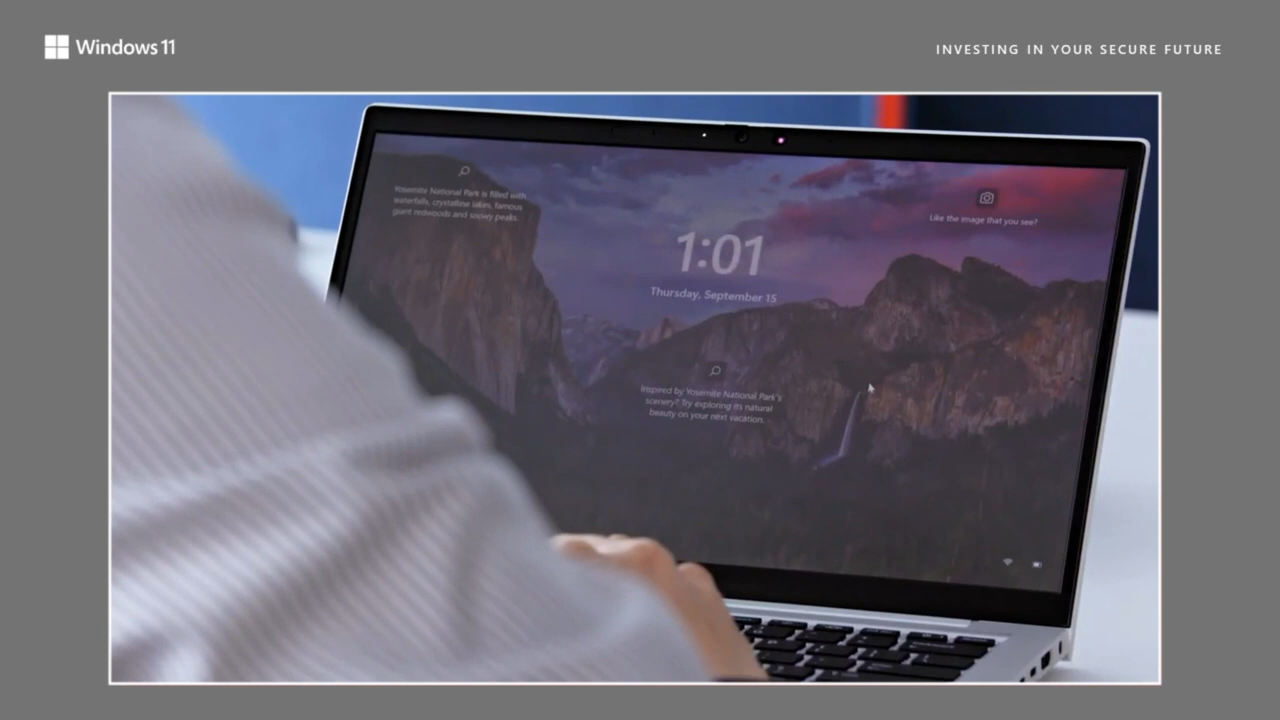 Windows 11
INVESTING IN YOUR SECURE FUTURE
Yosemite National Park is filled with
waterfalls, crystalline lakes, famous
giant redwoods and snowy peaks.
Like the image that you see?
1:01
Thursday, September 15
Inspired by Yosemite National Park's
scenery? Try exploring its natural
beauty on your next vacation.